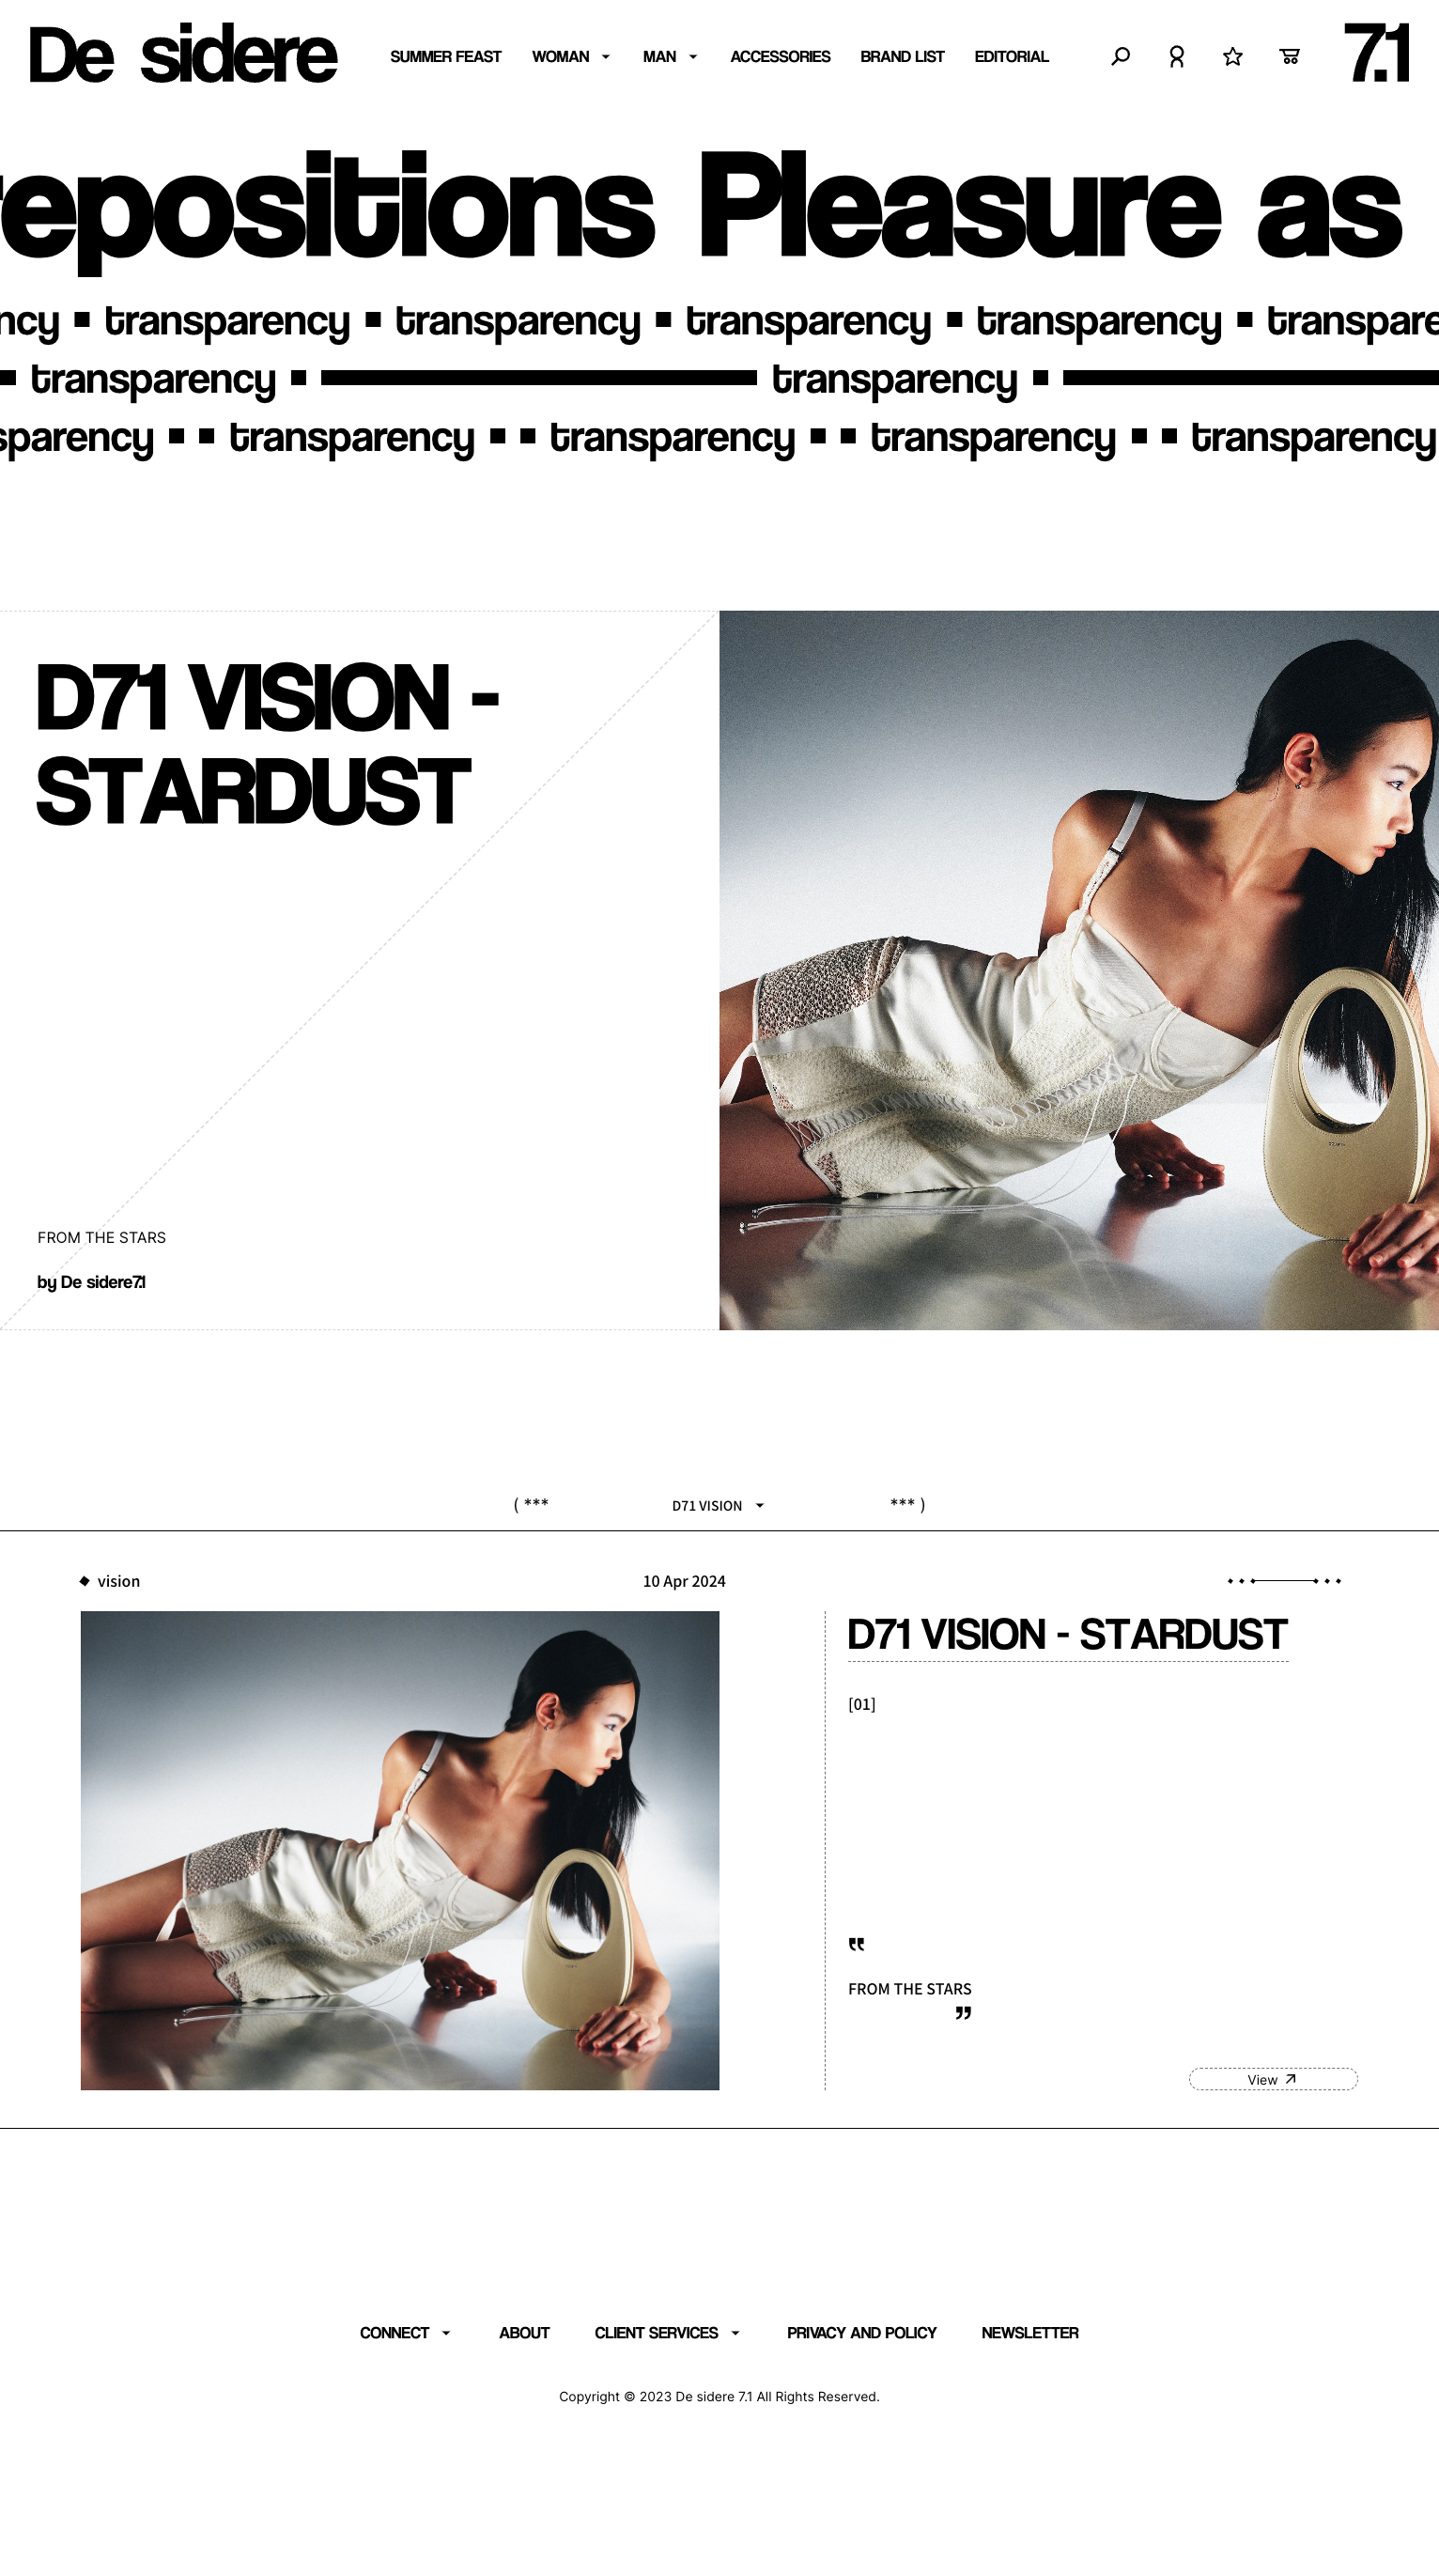 De sidere
SUMMER FEAST WOMAN MAN ACCESSORIES BRAND LIST EDITORIAL
7.1
repositions Pleasure as
ncy ■ transparency ■ transparency ■ transparency ■ transparency ■ transpare
■ transparency ■ transparency ■
sparency ■ ■ transparency ■ ■ transparency ■ ■ transparency ■ ■ transparency
D71 VISION -
STARDUST
FROM THE STARS
by De sidere7.1
( *** D71 VISION *** )
vision 10 Apr 2024
D71 VISION - STARDUST
[01]
“
FROM THE STARS
”
View
CONNECT ABOUT CLIENT SERVICES PRIVACY AND POLICY NEWSLETTER
Copyright © 2023 De sidere 7.1 All Rights Reserved.